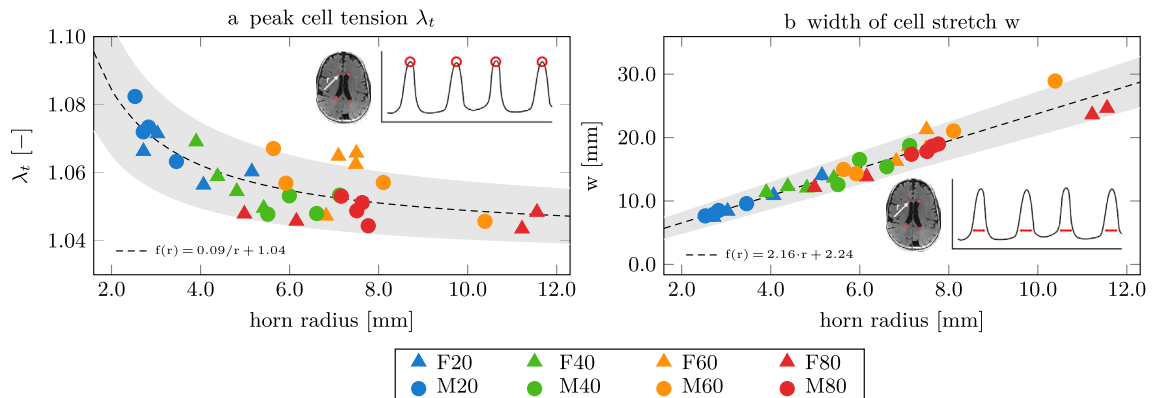 a peak cell tension λt
1.10
1.08
1.06
1.04
λt [−]
r
f(r) = 0.09/r + 1.04
2.0 4.0 6.0 8.0 10.0 12.0
horn radius [mm]
b width of cell stretch w
30.0
20.0
10.0
0.0
w [mm]
r
f(r) = 2.16·r + 2.24
2.0 4.0 6.0 8.0 10.0 12.0
horn radius [mm]
F20 F40 F60 F80
M20 M40 M60 M80